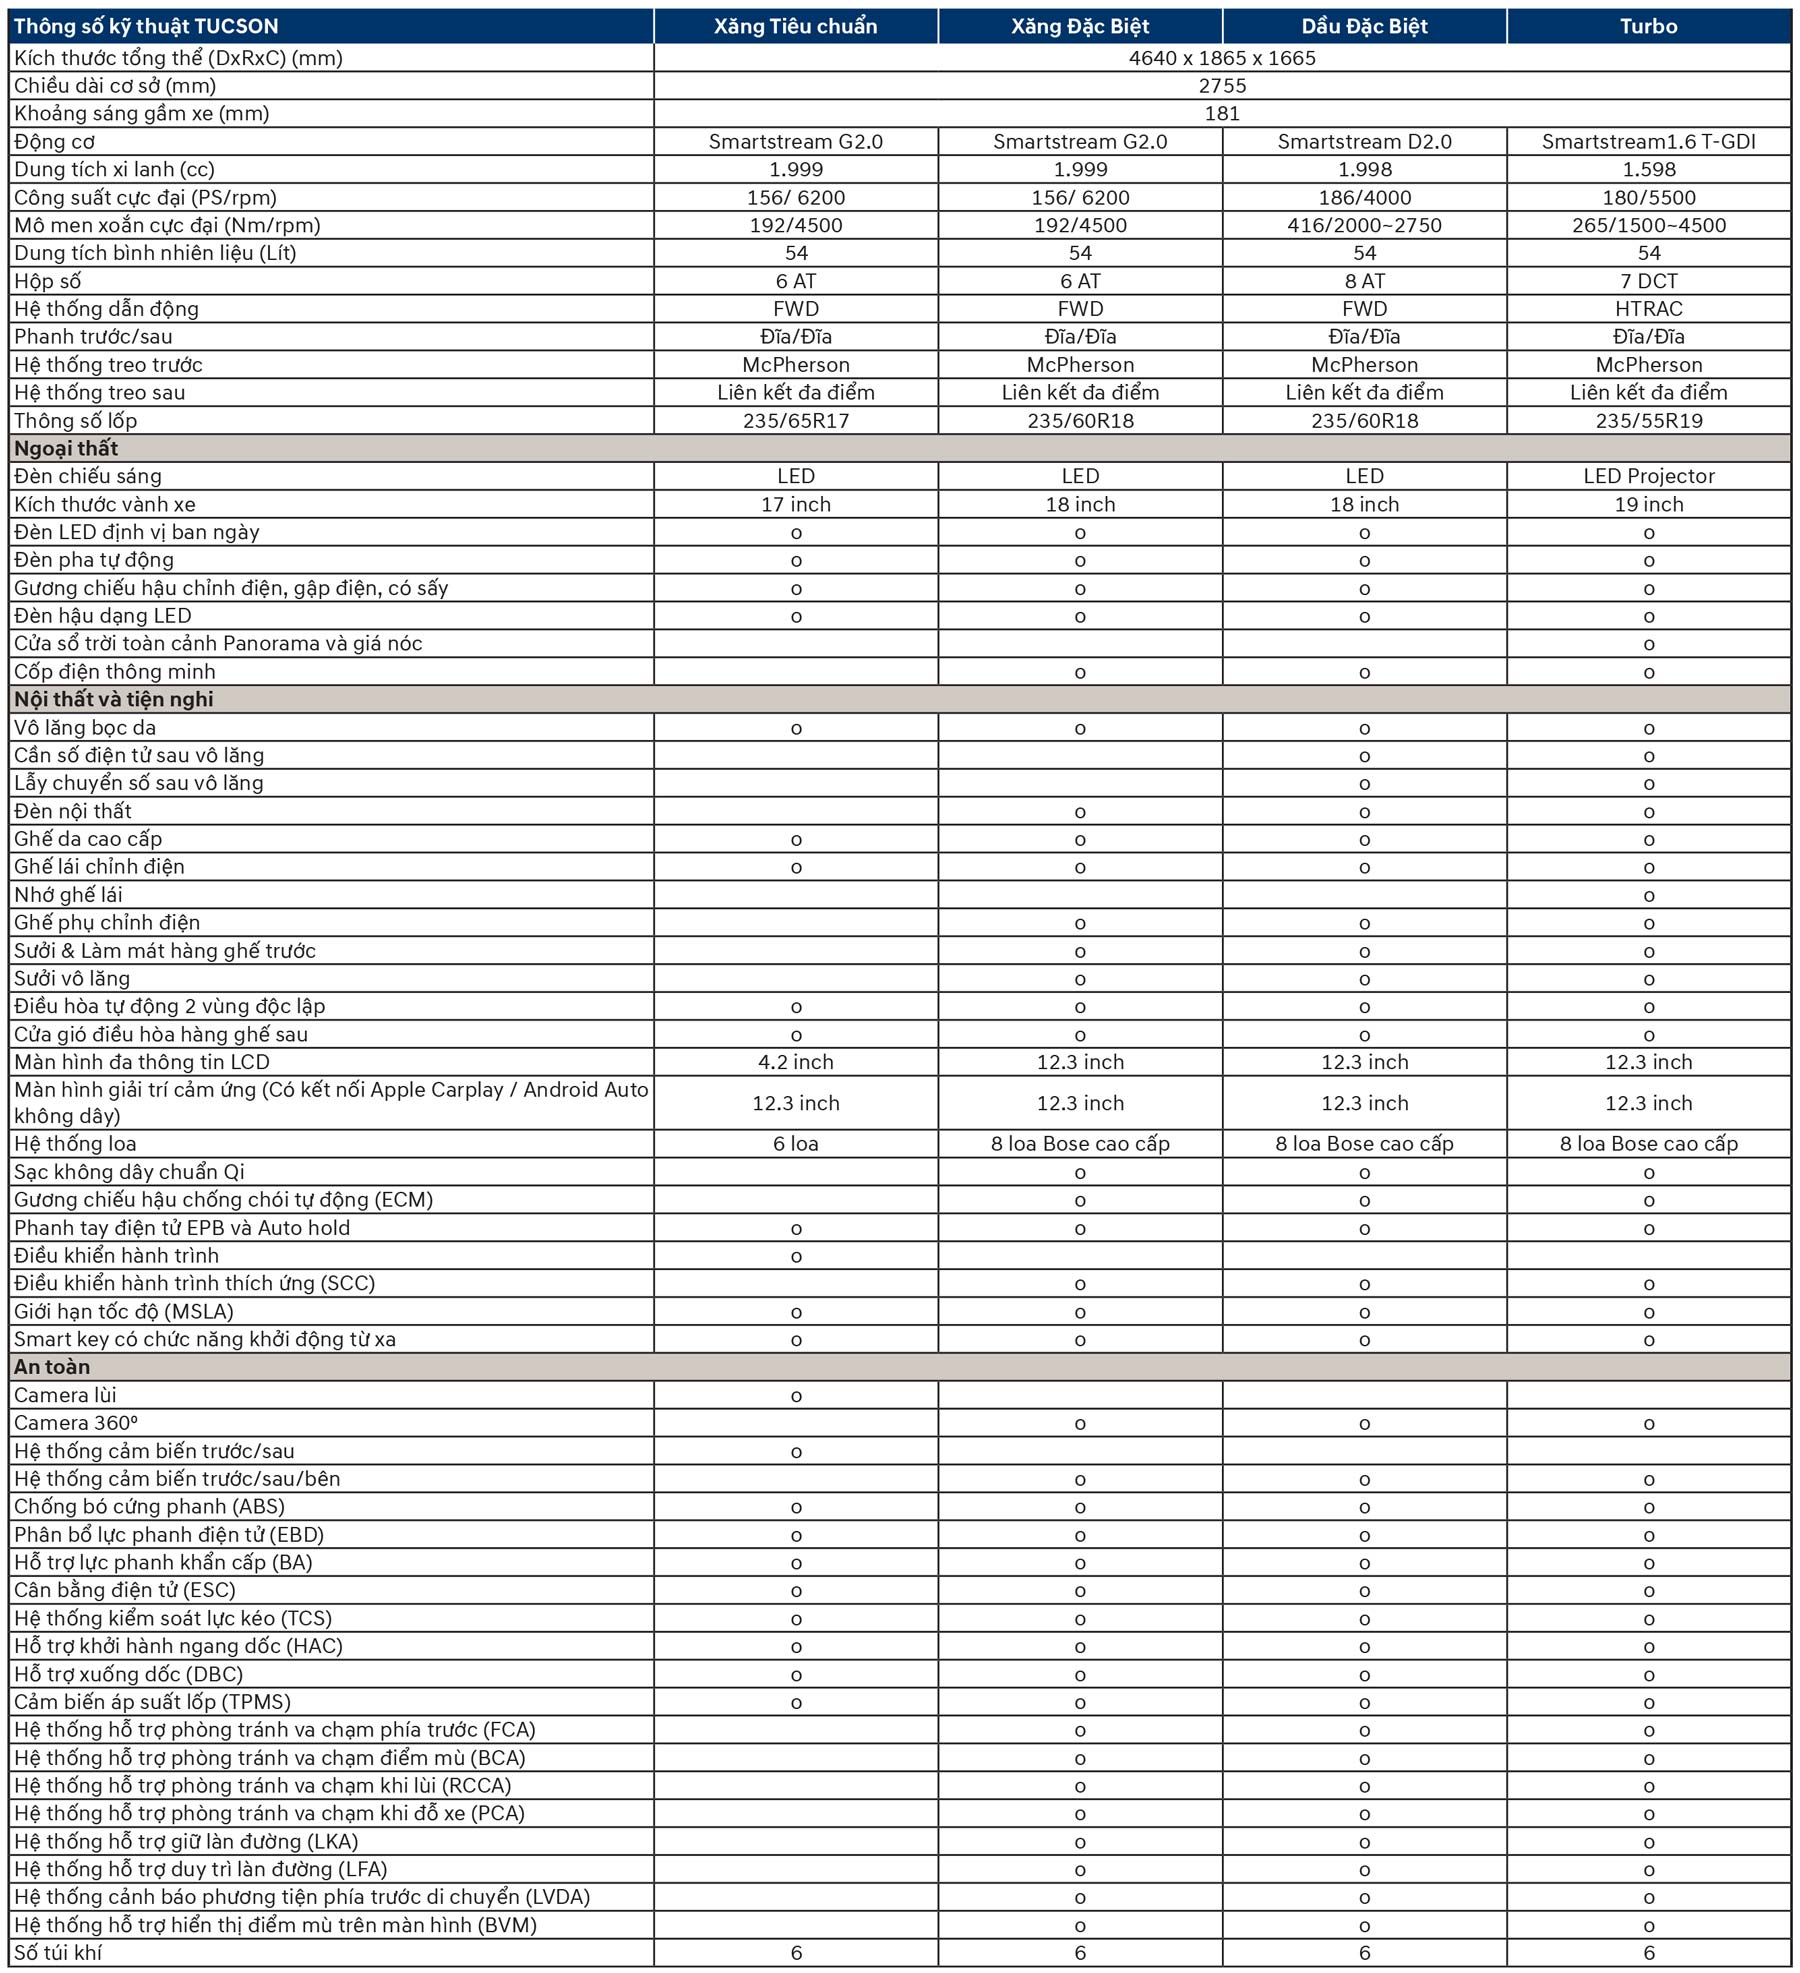 Thông số kỹ thuật TUCSON Xăng Tiêu chuẩn Xăng Đặc Biệt Dầu Đặc Biệt Turbo
Kích thước tổng thể (DxRxC) (mm) 4640 x 1865 x 1665
Chiều dài cơ sở (mm) 2755
Khoảng sáng gầm xe (mm) 181
Động cơ Smartstream G2.0 Smartstream G2.0 Smartstream D2.0 Smartstream1.6 T-GDI
Dung tích xi lanh (cc) 1.999 1.999 1.998 1.598
Công suất cực đại (PS/rpm) 156/ 6200 156/ 6200 186/4000 180/5500
Mô men xoắn cực đại (Nm/rpm) 192/4500 192/4500 416/2000~2750 265/1500~4500
Dung tích bình nhiên liệu (Lít) 54 54 54 54
Hộp số 6 AT 6 AT 8 AT 7 DCT
Hệ thống dẫn động FWD FWD FWD HTRAC
Phanh trước/sau Đĩa/Đĩa Đĩa/Đĩa Đĩa/Đĩa Đĩa/Đĩa
Hệ thống treo trước McPherson McPherson McPherson McPherson
Hệ thống treo sau Liên kết đa điểm Liên kết đa điểm Liên kết đa điểm Liên kết đa điểm
Thông số lốp 235/65R17 235/60R18 235/60R18 235/55R19
Ngoại thất
Đèn chiếu sáng LED LED LED LED Projector
Kích thước vành xe 17 inch 18 inch 18 inch 19 inch
Đèn LED định vị ban ngày o o o o
Đèn pha tự động o o o o
Gương chiếu hậu chỉnh điện, gập điện, có sấy o o o o
Đèn hậu dạng LED o o o o
Cửa sổ trời toàn cảnh Panorama và giá nóc o
Cốp điện thông minh o o o
Nội thất và tiện nghi
Vô lăng bọc da o o o o
Cần số điện tử sau vô lăng o o
Lẫy chuyển số sau vô lăng o o
Đèn nội thất o o o
Ghế da cao cấp o o o o
Ghế lái chỉnh điện o o o o
Nhớ ghế lái o
Ghế phụ chỉnh điện o o o
Sưởi & Làm mát hàng ghế trước o o o
Sưởi vô lăng o o o
Điều hòa tự động 2 vùng độc lập o o o o
Cửa gió điều hòa hàng ghế sau o o o o
Màn hình đa thông tin LCD 4.2 inch 12.3 inch 12.3 inch 12.3 inch
Màn hình giải trí cảm ứng (Có kết nối Apple Carplay / Android Auto
không dây) 12.3 inch 12.3 inch 12.3 inch 12.3 inch
Hệ thống loa 6 loa 8 loa Bose cao cấp 8 loa Bose cao cấp 8 loa Bose cao cấp
Sạc không dây chuẩn Qi o o o
Gương chiếu hậu chống chói tự động (ECM) o o o
Phanh tay điện tử EPB và Auto hold o o o o
Điều khiển hành trình o
Điều khiển hành trình thích ứng (SCC) o o o
Giới hạn tốc độ (MSLA) o o o o
Smart key có chức năng khởi động từ xa o o o o
An toàn
Camera lùi o
Camera 360º o o o
Hệ thống cảm biến trước/sau o
Hệ thống cảm biến trước/sau/bên o o o
Chống bó cứng phanh (ABS) o o o o
Phân bổ lực phanh điện tử (EBD) o o o o
Hỗ trợ lực phanh khẩn cấp (BA) o o o o
Cân bằng điện tử (ESC) o o o o
Hệ thống kiểm soát lực kéo (TCS) o o o o
Hỗ trợ khởi hành ngang dốc (HAC) o o o o
Hỗ trợ xuống dốc (DBC) o o o o
Cảm biến áp suất lốp (TPMS) o o o o
Hệ thống hỗ trợ phòng tránh va chạm phía trước (FCA) o o o
Hệ thống hỗ trợ phòng tránh va chạm điểm mù (BCA) o o o
Hệ thống hỗ trợ phòng tránh va chạm khi lùi (RCCA) o o o
Hệ thống hỗ trợ phòng tránh va chạm khi đỗ xe (PCA) o o o
Hệ thống hỗ trợ giữ làn đường (LKA) o o o
Hệ thống hỗ trợ duy trì làn đường (LFA) o o o
Hệ thống cảnh báo phương tiện phía trước di chuyển (LVDA) o o o
Hệ thống hỗ trợ hiển thị điểm mù trên màn hình (BVM) o o o
Số túi khí 6 6 6 6